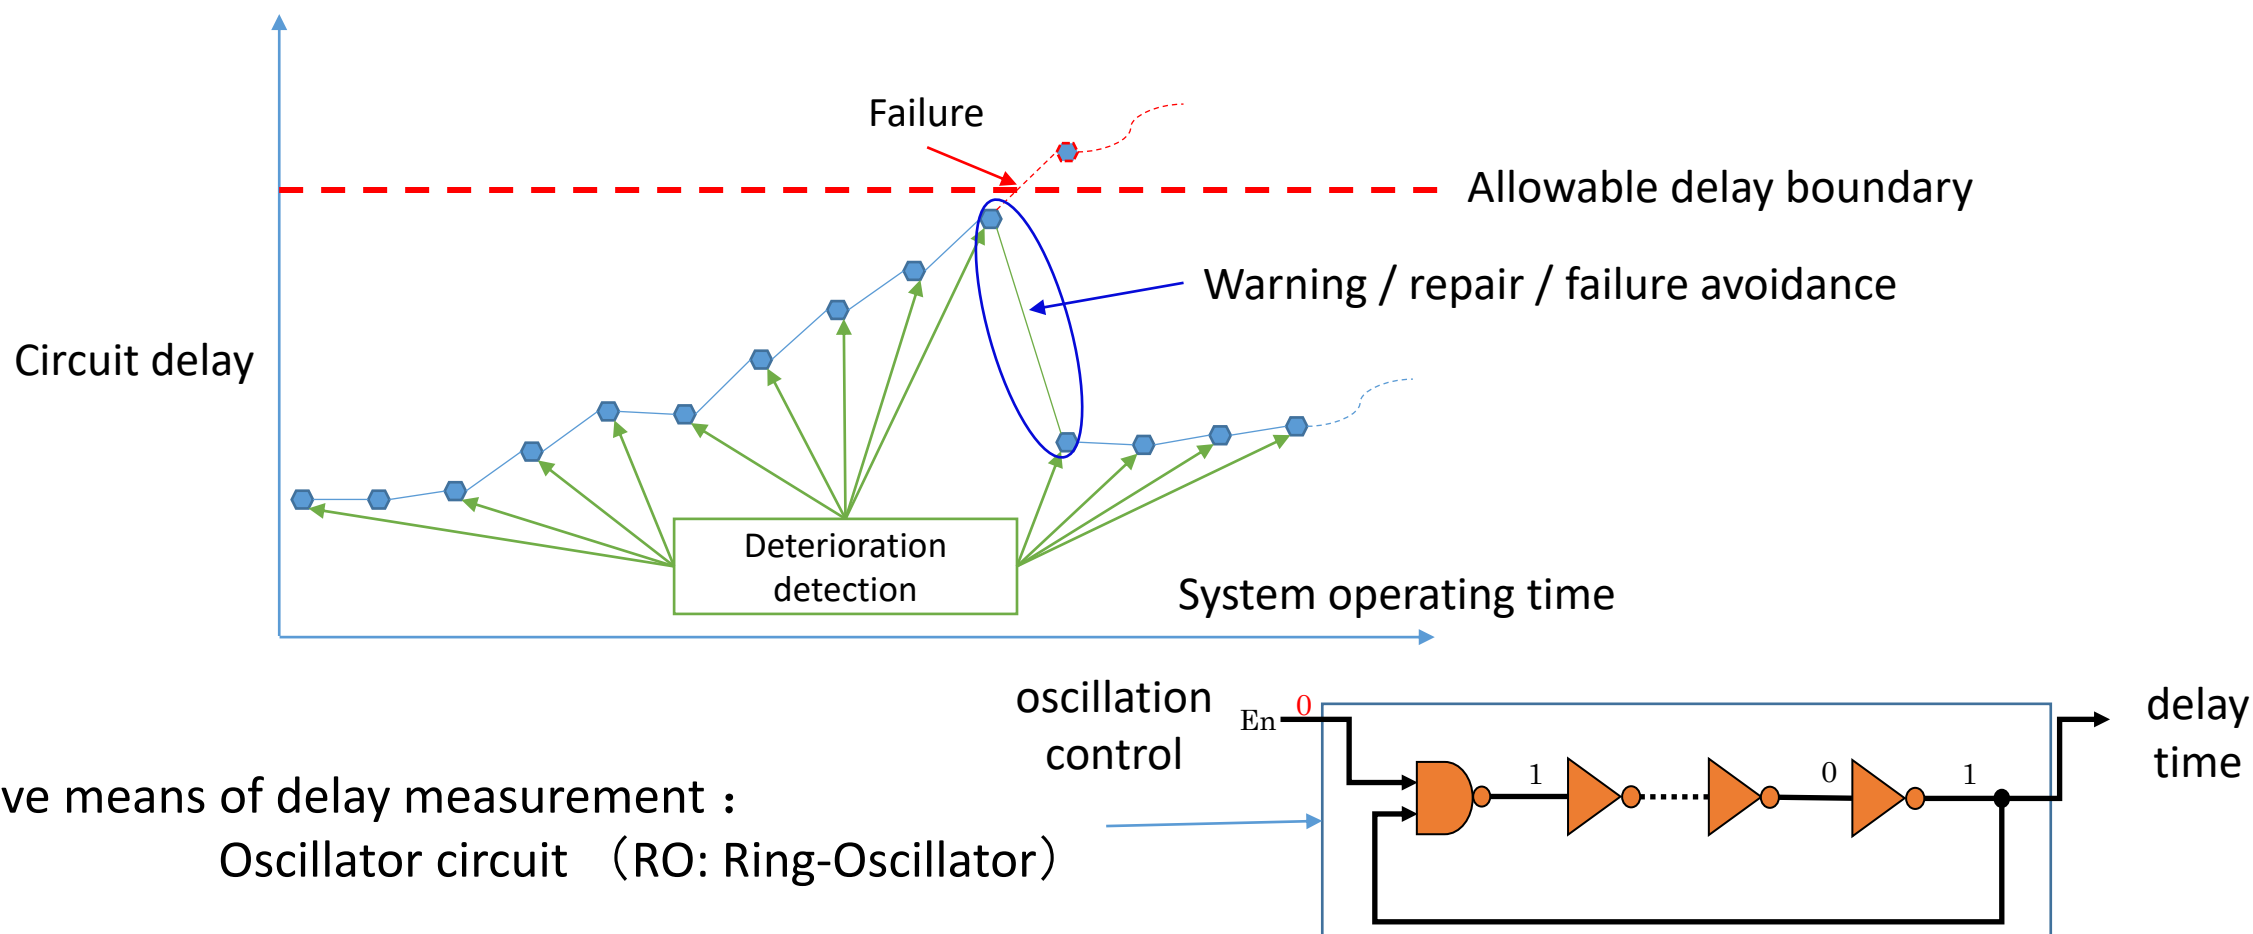 Failure
Allowable delay boundary
Warning / repair / failure avoidance
Circuit delay
Deterioration
detection
System operating time
oscillation
control
En
0
1
0
1
delay
time
ve means of delay measurement：
Oscillator circuit （RO: Ring-Oscillator）